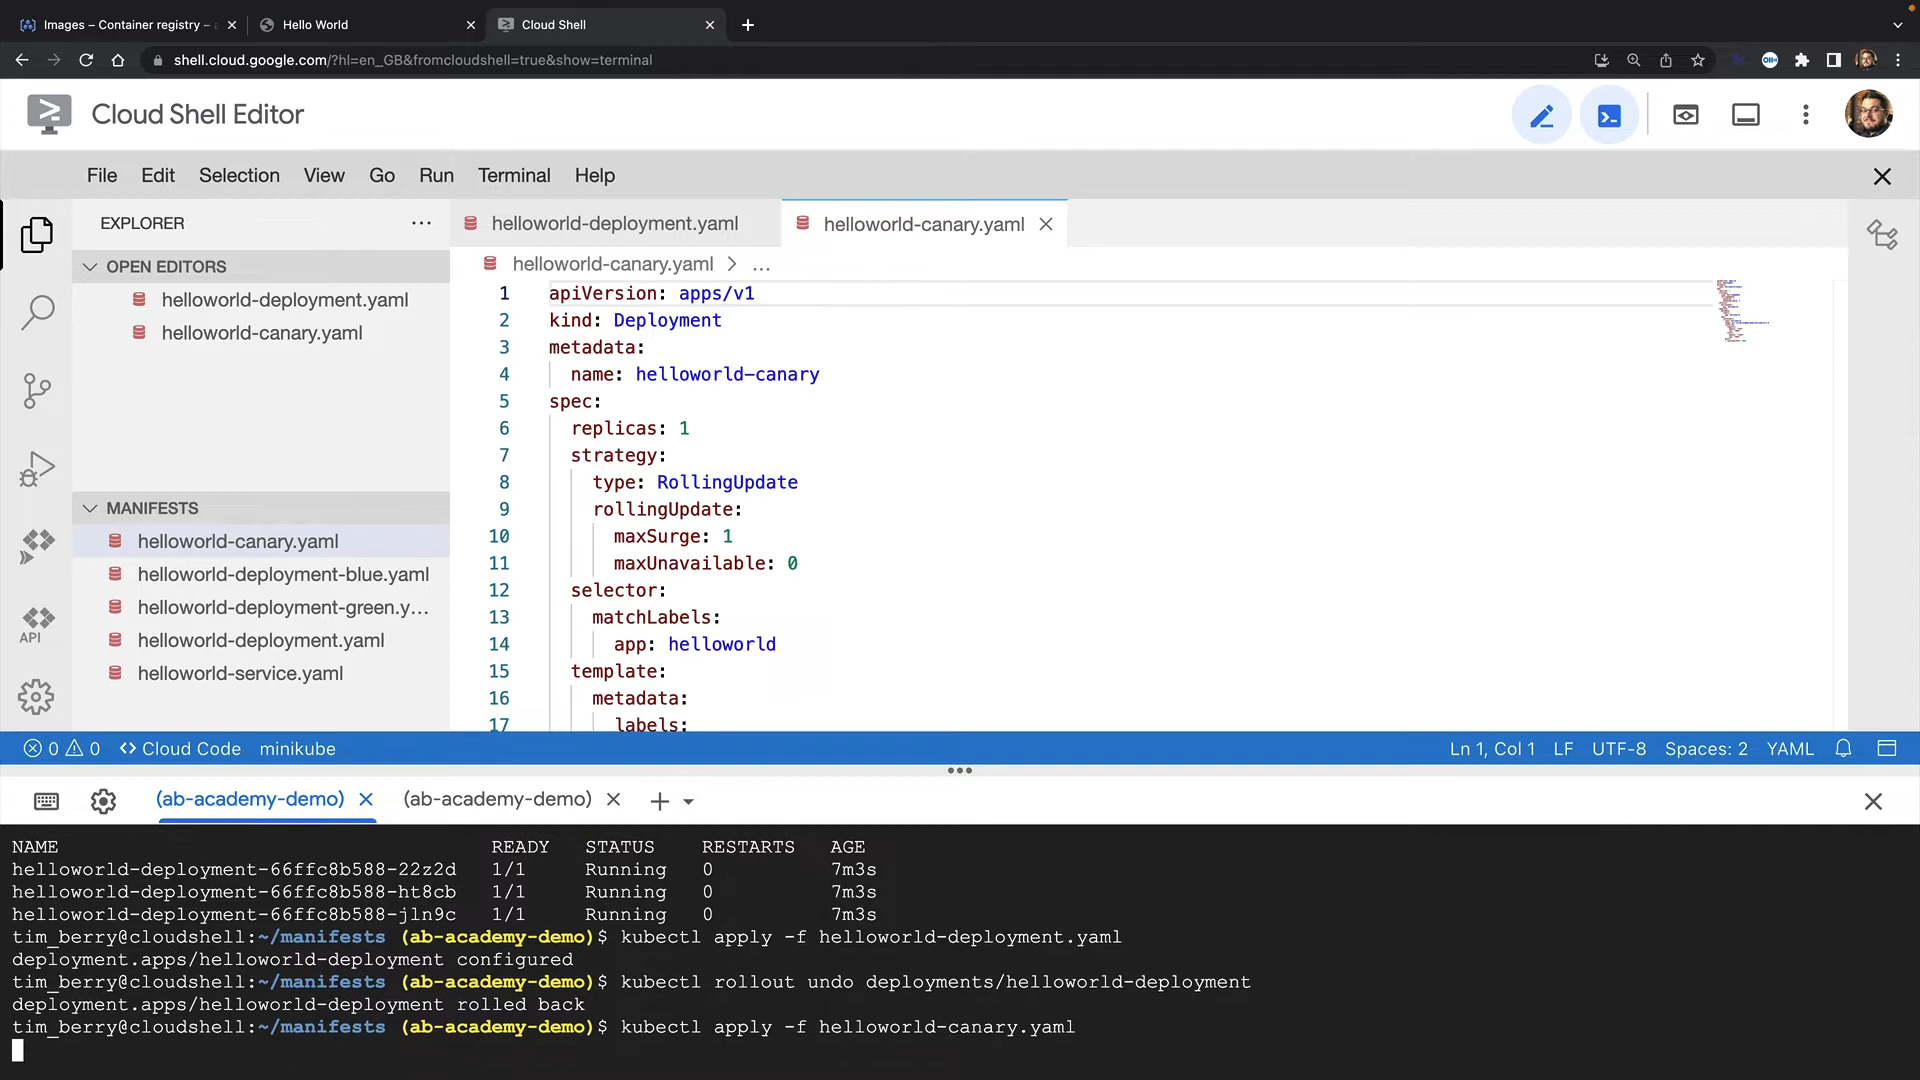 Images – Container registry – a
Hello World
Cloud Shell
shell.cloud.google.com/?hl=en_GB&fromcloudshell=true&show=terminal
Cloud Shell Editor
File Edit Selection View Go Run Terminal Help
EXPLORER
OPEN EDITORS
helloworld-deployment.yaml
helloworld-canary.yaml
MANIFESTS
helloworld-canary.yaml
helloworld-deployment-blue.yaml
helloworld-deployment-green.y...
helloworld-deployment.yaml
helloworld-service.yaml
API
helloworld-deployment.yaml
helloworld-canary.yaml
helloworld-canary.yaml > ...
1 apiVersion: apps/v1
2 kind: Deployment
3 metadata:
4 name: helloworld-canary
5 spec:
6 replicas: 1
7 strategy:
8 type: RollingUpdate
9 rollingUpdate:
10 maxSurge: 1
11 maxUnavailable: 0
12 selector:
13 matchLabels:
14 app: helloworld
15 template:
16 metadata:
17 labels:
0 0 Cloud Code minikube
Ln 1, Col 1 LF UTF-8 Spaces: 2 YAML
(ab-academy-demo) (ab-academy-demo)
NAME READY STATUS RESTARTS AGE
helloworld-deployment-66ffc8b588-22z2d 1/1 Running 0 7m3s
helloworld-deployment-66ffc8b588-ht8cb 1/1 Running 0 7m3s
helloworld-deployment-66ffc8b588-jln9c 1/1 Running 0 7m3s
tim_berry@cloudshell:~/manifests (ab-academy-demo)$ kubectl apply -f helloworld-deployment.yaml
deployment.apps/helloworld-deployment configured
tim_berry@cloudshell:~/manifests (ab-academy-demo)$ kubectl rollout undo deployments/helloworld-deployment
deployment.apps/helloworld-deployment rolled back
tim_berry@cloudshell:~/manifests (ab-academy-demo)$ kubectl apply -f helloworld-canary.yaml